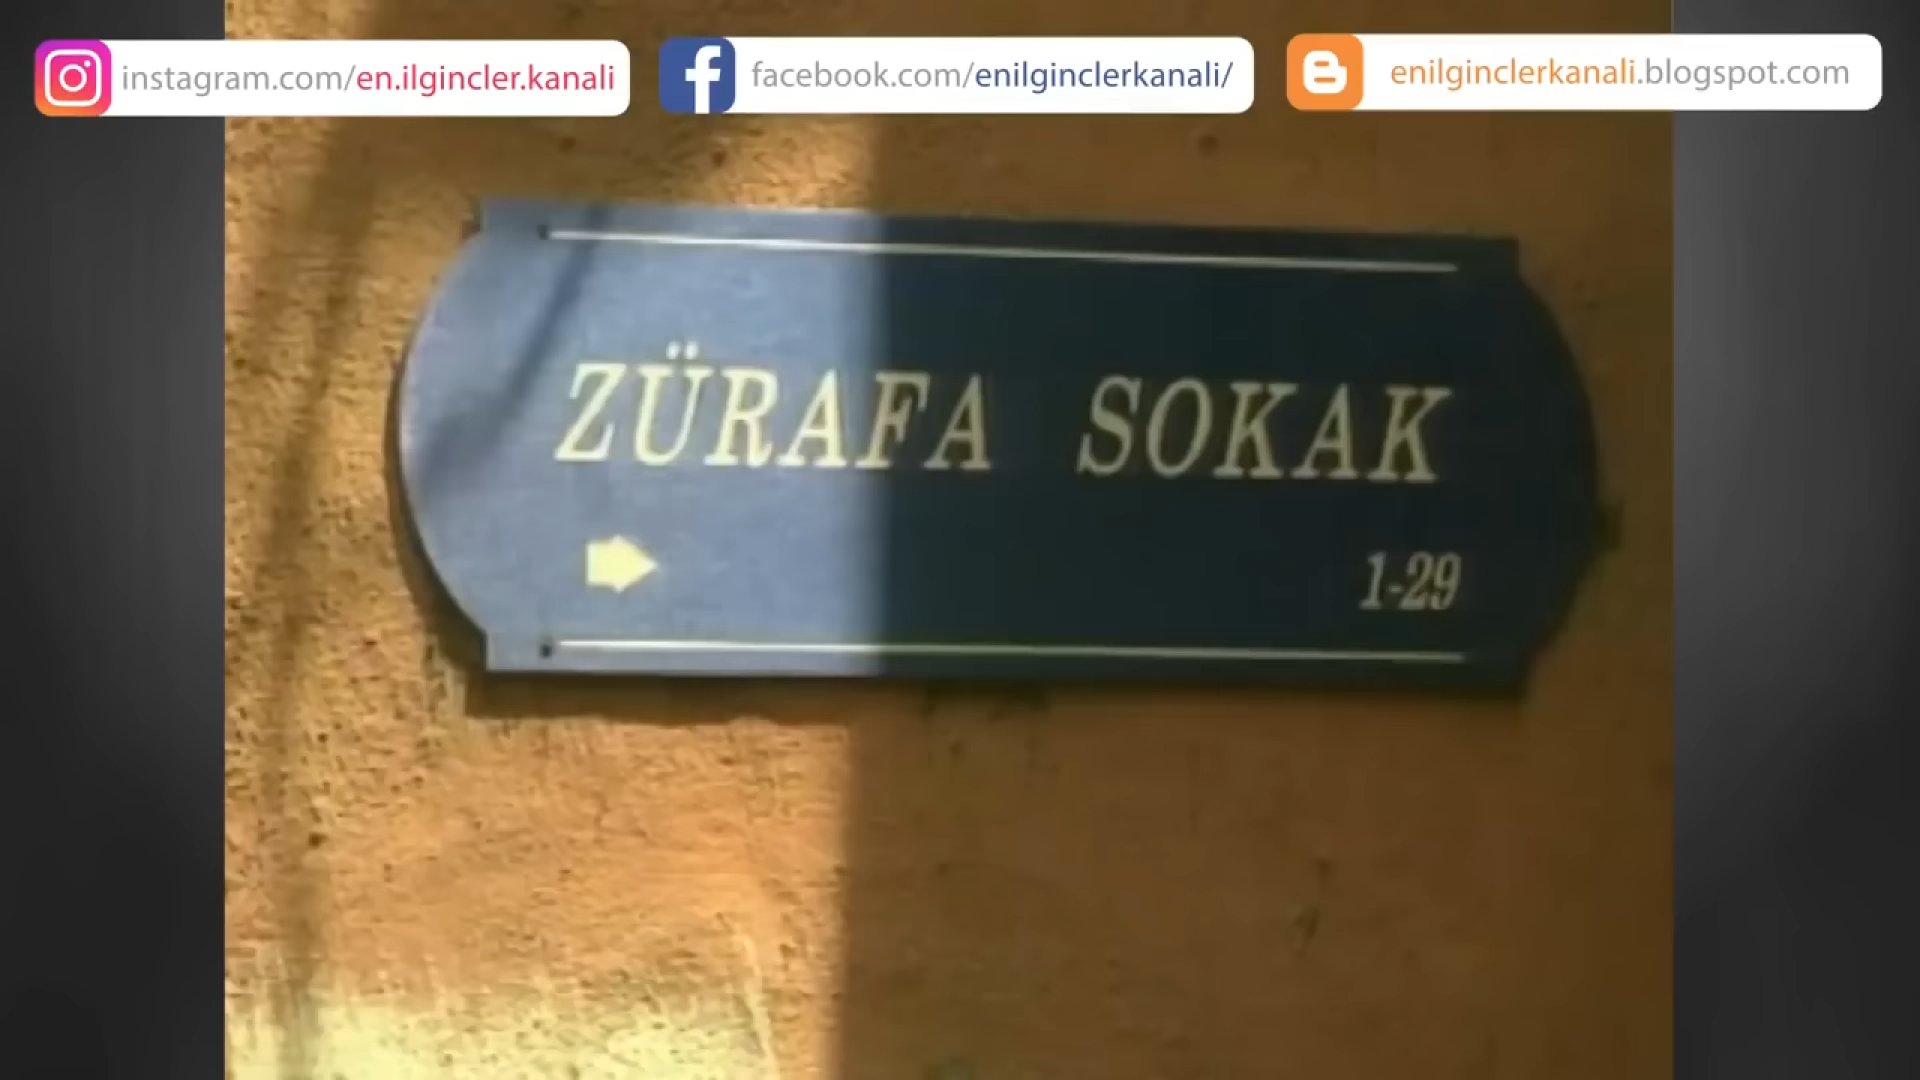 instagram.com/en.ilgincler.kanali
facebook.com/enilginclerkanali/
enilginclerkanali.blogspot.com
ZÜRAFA SOKAK
1-29